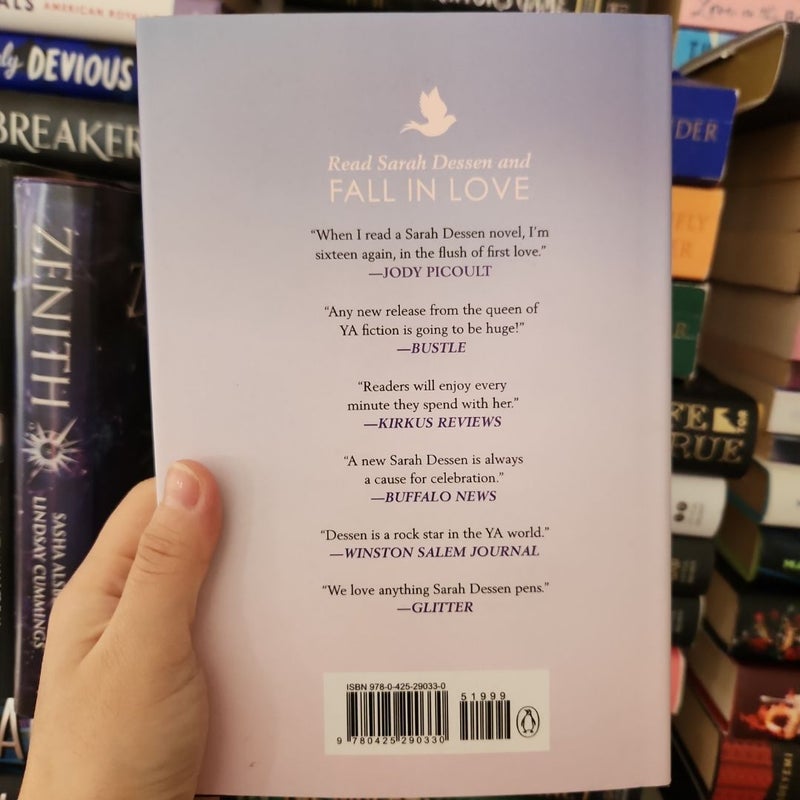 AMERICAN ROYALS
DEVIOUS
BREAKER
ZENITH
SASHA
LINDSAY CUMMINGS
Read Sarah Dessen and
FALL IN LOVE
“When I read a Sarah Dessen novel, I’m
sixteen again, in the flush of first love.”
—JODY PICOULT
“Any new release from the queen of
YA fiction is going to be huge!”
—BUSTLE
“Readers will enjoy every
minute they spend with her.”
—KIRKUS REVIEWS
“A new Sarah Dessen is always
a cause for celebration.”
—BUFFALO NEWS
“Dessen is a rock star in the YA world.”
—WINSTON SALEM JOURNAL
“We love anything Sarah Dessen pens.”
—GLITTER
ISBN 978-0-425-29033-0
51999
9 780425 290330
DER